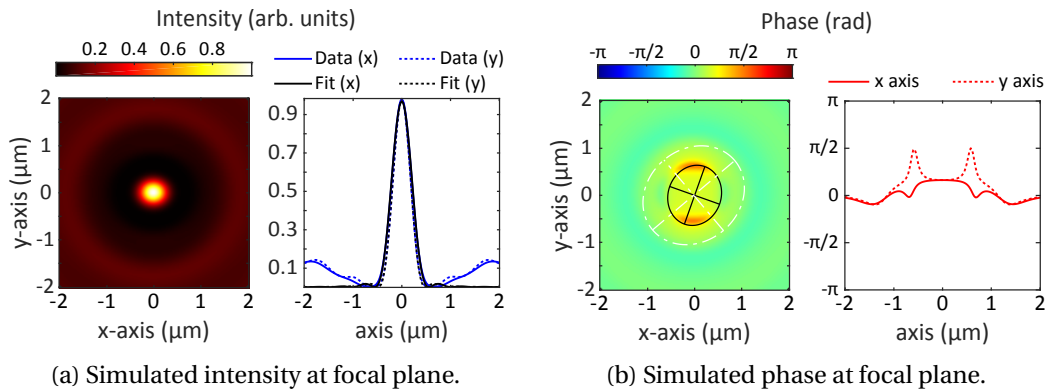 Intensity (arb. units)
0.2 0.4 0.6 0.8
Data (x) Data (y)
Fit (x) Fit (y)
2
1
0
-1
-2
y-axis (μm)
-2 -1 0 1 2
x-axis (μm)
0.9
0.7
0.5
0.3
0.1
-2 -1 0 1 2
axis (μm)
(a) Simulated intensity at focal plane.
Phase (rad)
-π -π/2 0 π/2 π
x axis y axis
2
1
0
-1
-2
y-axis (μm)
-2 -1 0 1 2
x-axis (μm)
π
π/2
0
-π/2
-π
-2 -1 0 1 2
axis (μm)
(b) Simulated phase at focal plane.